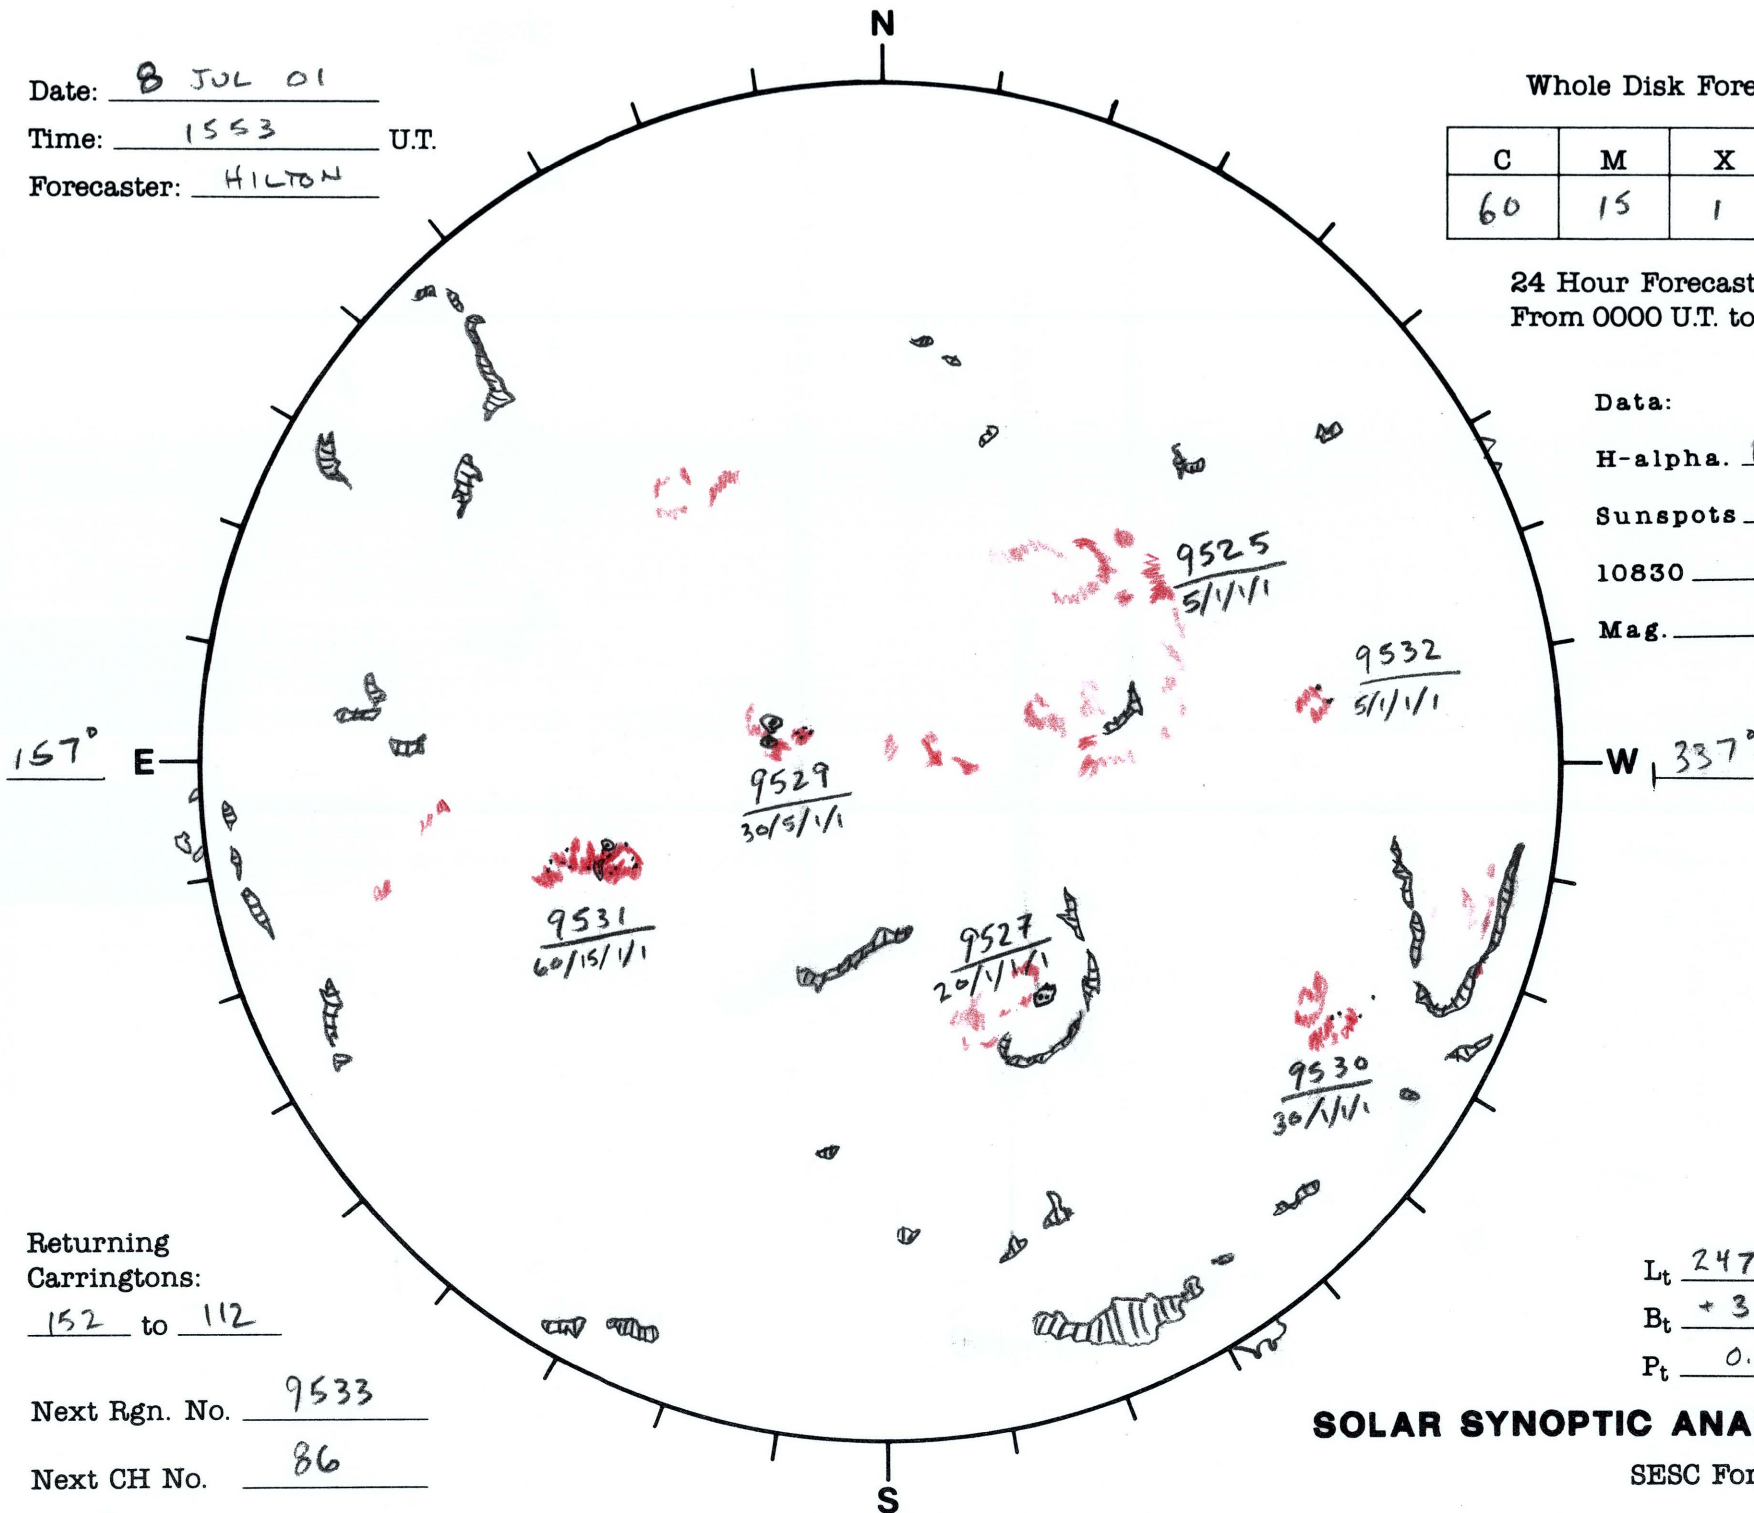 N
Date: 8 JUL 01
Time: 1553 U.T.
Forecaster: HILTON
Whole Disk Fore
C M X
60 15 1
24 Hour Forecast
From 0000 U.T. to
Data:
H-alpha.
Sunspots
10830
Mag.
9525
5/1/1/1
9532
5/1/1/1
157° E
W 337°
9529
30/5/1/1
9531
60/15/1/1
9527
20/1/1/1
9530
30/1/1/1
Returning
Carringtons:
152 to 112
Next Rgn. No. 9533
Next CH No. 86
Lt 247
Bt + 3
Pt 0.
SOLAR SYNOPTIC ANA
SESC For
S